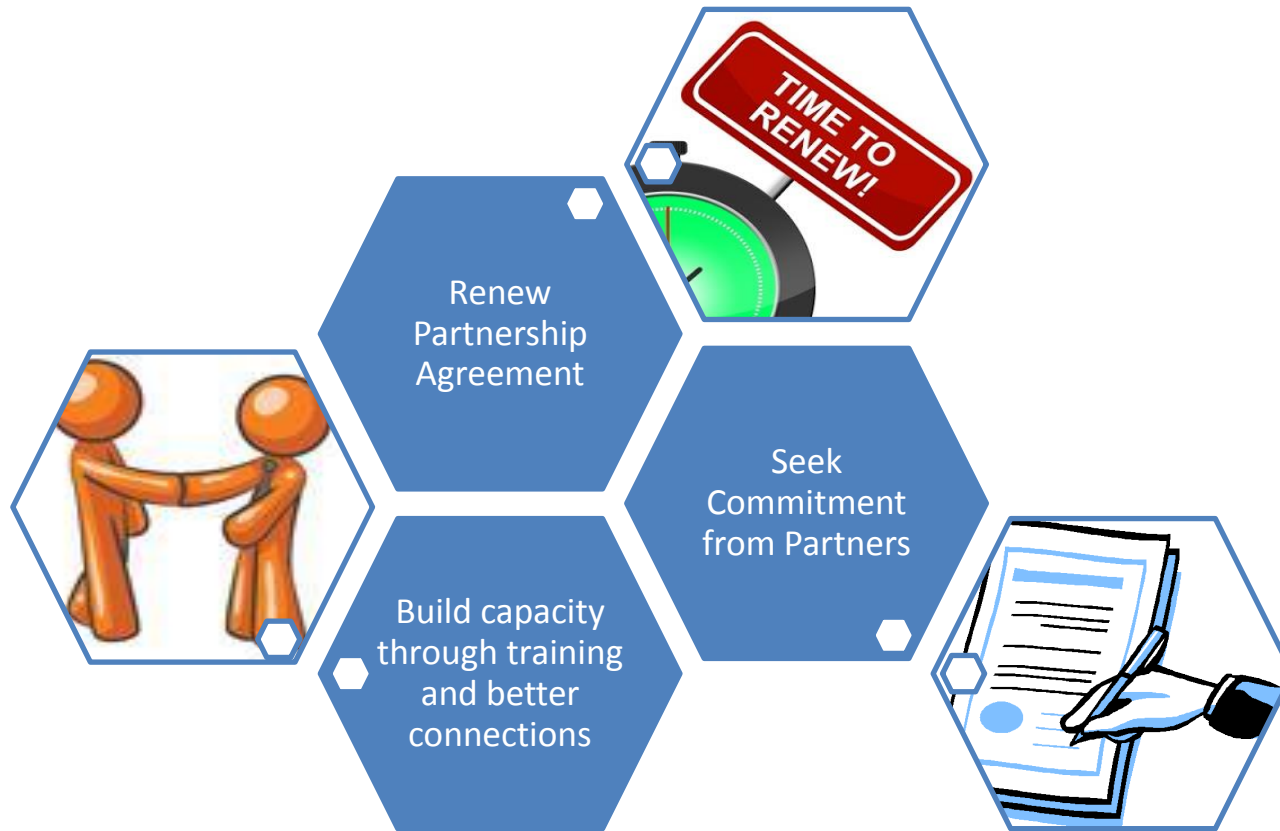 TIME TO
RENEW!
Renew
Partnership
Agreement
Seek
Commitment
from Partners
Build capacity
through training
and better
connections